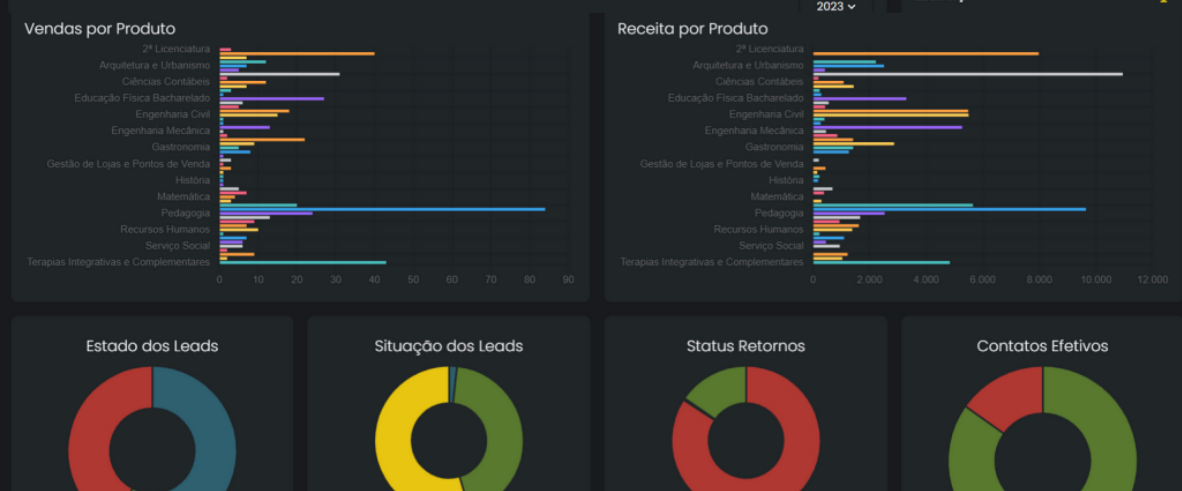 2023
Vendas por Produto
2ª Licenciatura
Arquitetura e Urbanismo
Ciências Contábeis
Educação Física Bacharelado
Engenharia Civil
Engenharia Mecânica
Gastronomia
Gestão de Lojas e Pontos de Venda
História
Matemática
Pedagogia
Recursos Humanos
Serviço Social
Terapias Integrativas e Complementares
0 10 20 30 40 50 60 70 80 90
Receita por Produto
2ª Licenciatura
Arquitetura e Urbanismo
Ciências Contábeis
Educação Física Bacharelado
Engenharia Civil
Engenharia Mecânica
Gastronomia
Gestão de Lojas e Pontos de Venda
História
Matemática
Pedagogia
Recursos Humanos
Serviço Social
Terapias Integrativas e Complementares
0 2.000 4.000 6.000 8.000 10.000 12.000
Estado dos Leads
Situação dos Leads
Status Retornos
Contatos Efetivos